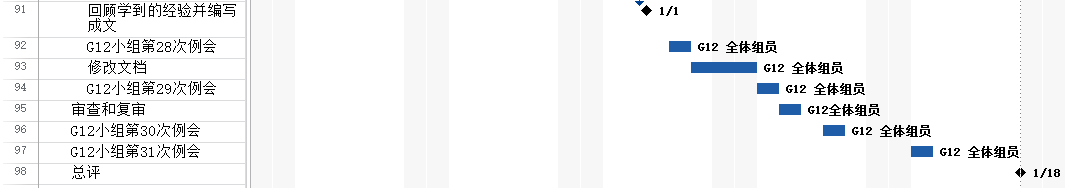 91 回顾学到的经验并编写 1/1
成文
92 G12小组第28次例会 G12 全体组员
93 修改文档 G12 全体组员
94 G12小组第29次例会 G12 全体组员
95 审查和复审 G12全体组员
96 G12小组第30次例会 G12 全体组员
97 G12小组第31次例会 G12 全体组员
98 总评 1/18